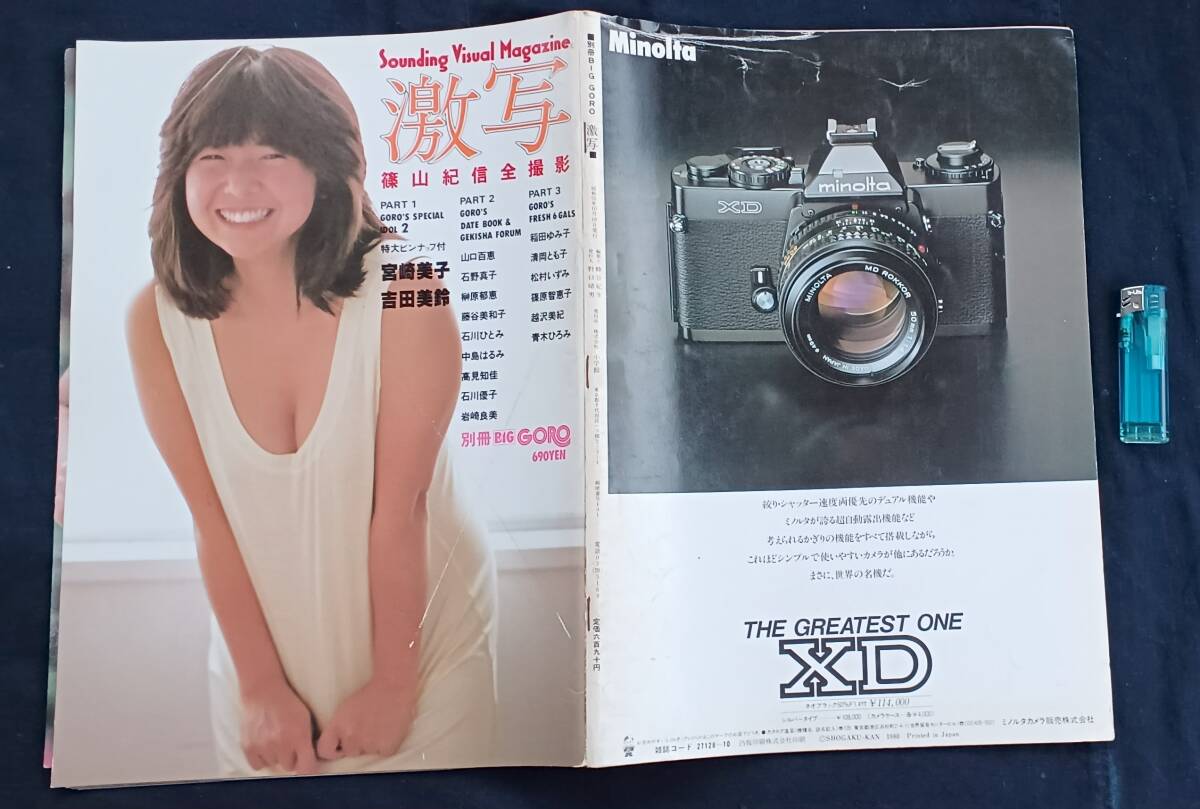 Sounding Visual Magazine
激写
篠山紀信全撮影
PART 1
GORO'S SPECIAL
IDOL 2
特大ピンナップ付
宮崎美子
吉田美鈴
PART 2
GORO'S
DATE BOOK &
GEKISHA FORUM
山口百恵
石野真子
榊原郁恵
藤谷美和子
石川ひとみ
中島はるみ
高見知佳
石川優子
岩崎良美
PART 3
GORO'S
FRESH 6 GALS
稲田ゆみ子
清岡とも子
松村いずみ
篠原智恵子
越沢美紀
青木ひろみ
別冊BIG GORO
690YEN
■別冊BIG GORO 激写■
定価六百九十円
Minolta
minolta
XD
MINOLTA MD ROKKOR 50mm
絞り・シャッター速度両優先のデュアル機能や
ミノルタが誇る超自動露出機能など
考えられるかぎりの機能をすべて搭載しながら、
これほどシンプルで使いやすいカメラが他にあるだろうか。
まさに、世界の名機だ。
THE GREATEST ONE
XD
¥114,000
ミノルタカメラ販売株式会社
雑誌コード 27128-10
©SHOGAKU-KAN 1980 Printed in Japan